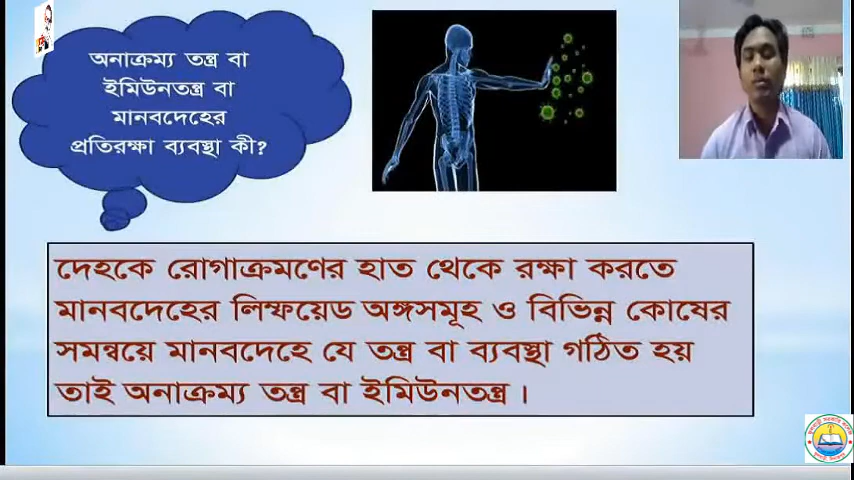 অনাক্রম্য তন্ত্র বা
ইমিউনতন্ত্র বা
মানবদেহের
প্রতিরক্ষা ব্যবস্থা কী?
দেহকে রোগাক্রমণের হাত থেকে রক্ষা করতে
মানবদেহের লিম্ফয়েড অঙ্গসমূহ ও বিভিন্ন কোষের
সমন্বয়ে মানবদেহে যে তন্ত্র বা ব্যবস্থা গঠিত হয়
তাই অনাক্রম্য তন্ত্র বা ইমিউনতন্ত্র ।